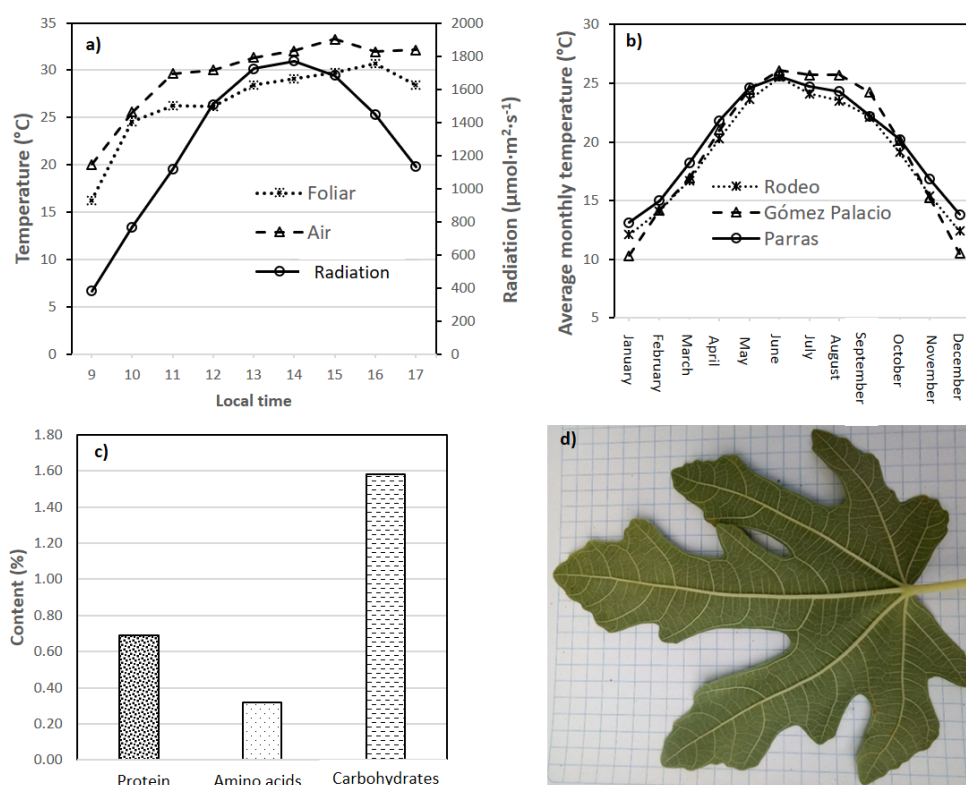 a)
Temperature (°C)
35
30
25
20
15
10
5
0
2000
1800
1600
1400
1200
1000
800
600
400
200
0
Radiation (µmol·m²·s⁻¹)
Foliar
Air
Radiation
9 10 11 12 13 14 15 16 17
Local time
b)
Average monthly temperature (°C)
30
25
20
15
10
5
Rodeo
Gómez Palacio
Parras
January
February
March
April
May
June
July
August
September
October
November
December
c)
Content (%)
1.80
1.60
1.40
1.20
1.00
0.80
0.60
0.40
0.20
0.00
Protein Amino acids Carbohydrates
d)